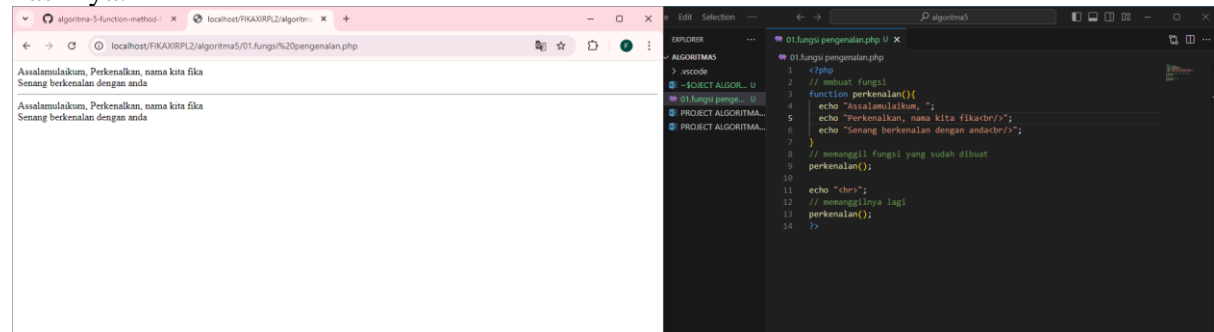 algoritma-5-function-method-
localhost/FIKAXIRPL2/algoritm
localhost/FIKAXIRPL2/algoritma5/01.fungsi%20pengenalan.php
F
Assalamulaikum, Perkenalkan, nama kita fika
Senang berkenalan dengan anda
Assalamulaikum, Perkenalkan, nama kita fika
Senang berkenalan dengan anda
e Edit Selection ...
algoritma5
EXPLORER ...
ALGORITMA5
> .vscode
~$OJECT ALGOR... U
01.fungsi penge... U
PROJECT ALGORITMA...
PROJECT ALGORITMA...
01.fungsi pengenalan.php U
01.fungsi pengenalan.php
1 <?php
2 // mmbuat fungsi
3 function perkenalan(){
4 echo "Assalamulaikum, ";
5 echo "Perkenalkan, nama kita fika<br/>";
6 echo "Senang berkenalan dengan anda<br/>";
7 }
8 // memanggil fungsi yang sudah dibuat
9 perkenalan();
10
11 echo "<hr>";
12 // memanggilnya lagi
13 perkenalan();
14 ?>